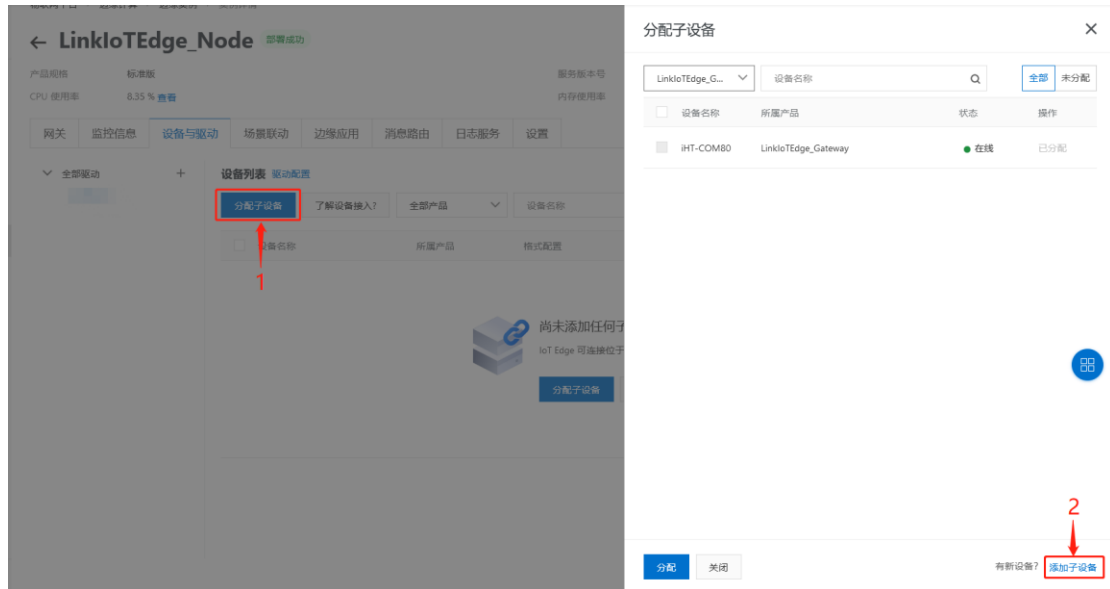 ← LinkIoTEdge_Node 部署成功
产品规格 标准版 服务版本号
CPU 使用率 8.35 % 查看 内存使用率
网关 监控信息 设备与驱动 场景联动 边缘应用 消息路由 日志服务 设置
全部驱动 +
设备列表 驱动配置
分配子设备 了解设备接入? 全部产品 设备名称
设备名称 所属产品 格式配置
1
尚未添加任何子
IoT Edge 可连接位于
分配子设备
分配子设备
LinkIoTEdge_G... 设备名称 全部 未分配
设备名称 所属产品 状态 操作
iHT-COM80 LinkIoTEdge_Gateway 在线 已分配
2
分配 关闭 有新设备? 添加子设备